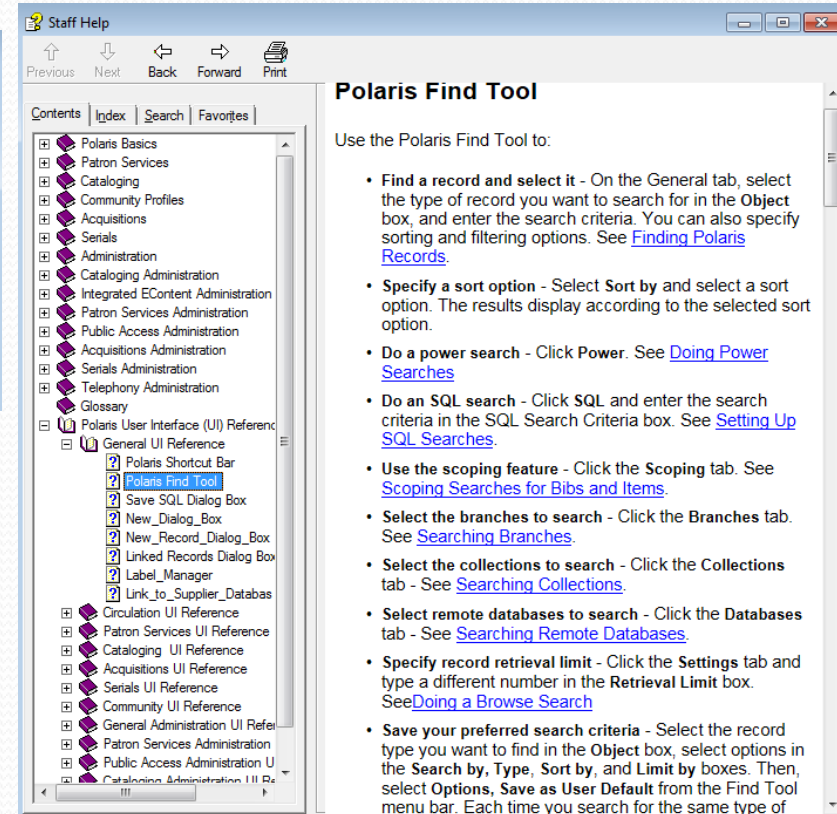 Staff Help
Previous Next Back Forward Print
Contents Index Search Favorites
Polaris Basics
Patron Services
Cataloging
Community Profiles
Acquisitions
Serials
Administration
Cataloging Administration
Integrated EContent Administration
Patron Services Administration
Public Access Administration
Acquisitions Administration
Serials Administration
Telephony Administration
Glossary
Polaris User Interface (UI) Referenc
General UI Reference
Polaris Shortcut Bar
Polaris Find Tool
Save SQL Dialog Box
New_Dialog_Box
New_Record_Dialog_Box
Linked Records Dialog Box
Label_Manager
Link_to_Supplier_Databas
Circulation UI Reference
Patron Services UI Reference
Cataloging UI Reference
Acquisitions UI Reference
Serials UI Reference
Community UI Reference
General Administration UI Refer
Patron Services Administration
Public Access Administration U
Cataloging Administration UI Re
Polaris Find Tool
Use the Polaris Find Tool to:
• Find a record and select it - On the General tab, select
the type of record you want to search for in the Object
box, and enter the search criteria. You can also specify
sorting and filtering options. See Finding Polaris
Records.
• Specify a sort option - Select Sort by and select a sort
option. The results display according to the selected sort
option.
• Do a power search - Click Power. See Doing Power
Searches
• Do an SQL search - Click SQL and enter the search
criteria in the SQL Search Criteria box. See Setting Up
SQL Searches.
• Use the scoping feature - Click the Scoping tab. See
Scoping Searches for Bibs and Items.
• Select the branches to search - Click the Branches tab.
See Searching Branches.
• Select the collections to search - Click the Collections
tab - See Searching Collections.
• Select remote databases to search - Click the Databases
tab - See Searching Remote Databases.
• Specify record retrieval limit - Click the Settings tab and
type a different number in the Retrieval Limit box.
SeeDoing a Browse Search
• Save your preferred search criteria - Select the record
type you want to find in the Object box, select options in
the Search by, Type, Sort by, and Limit by boxes. Then,
select Options, Save as User Default from the Find Tool
menu bar. Each time you search for the same type of